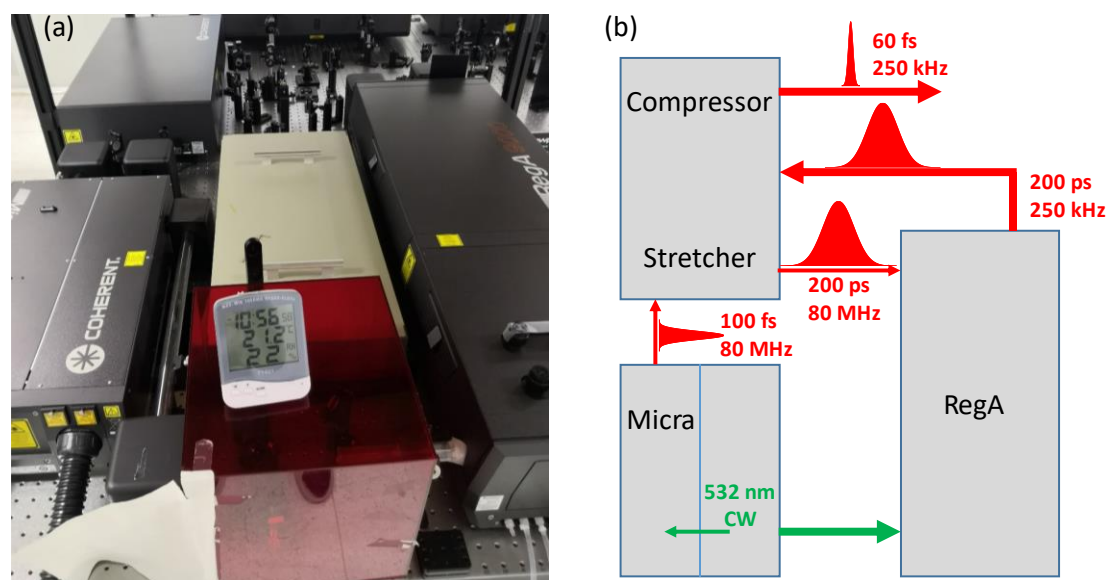 (a)
COHERENT.
RegA
10:56
21.2
22
(b)
60 fs
250 kHz
Compressor
200 ps
250 kHz
Stretcher
200 ps
80 MHz
100 fs
80 MHz
Micra
RegA
532 nm
CW